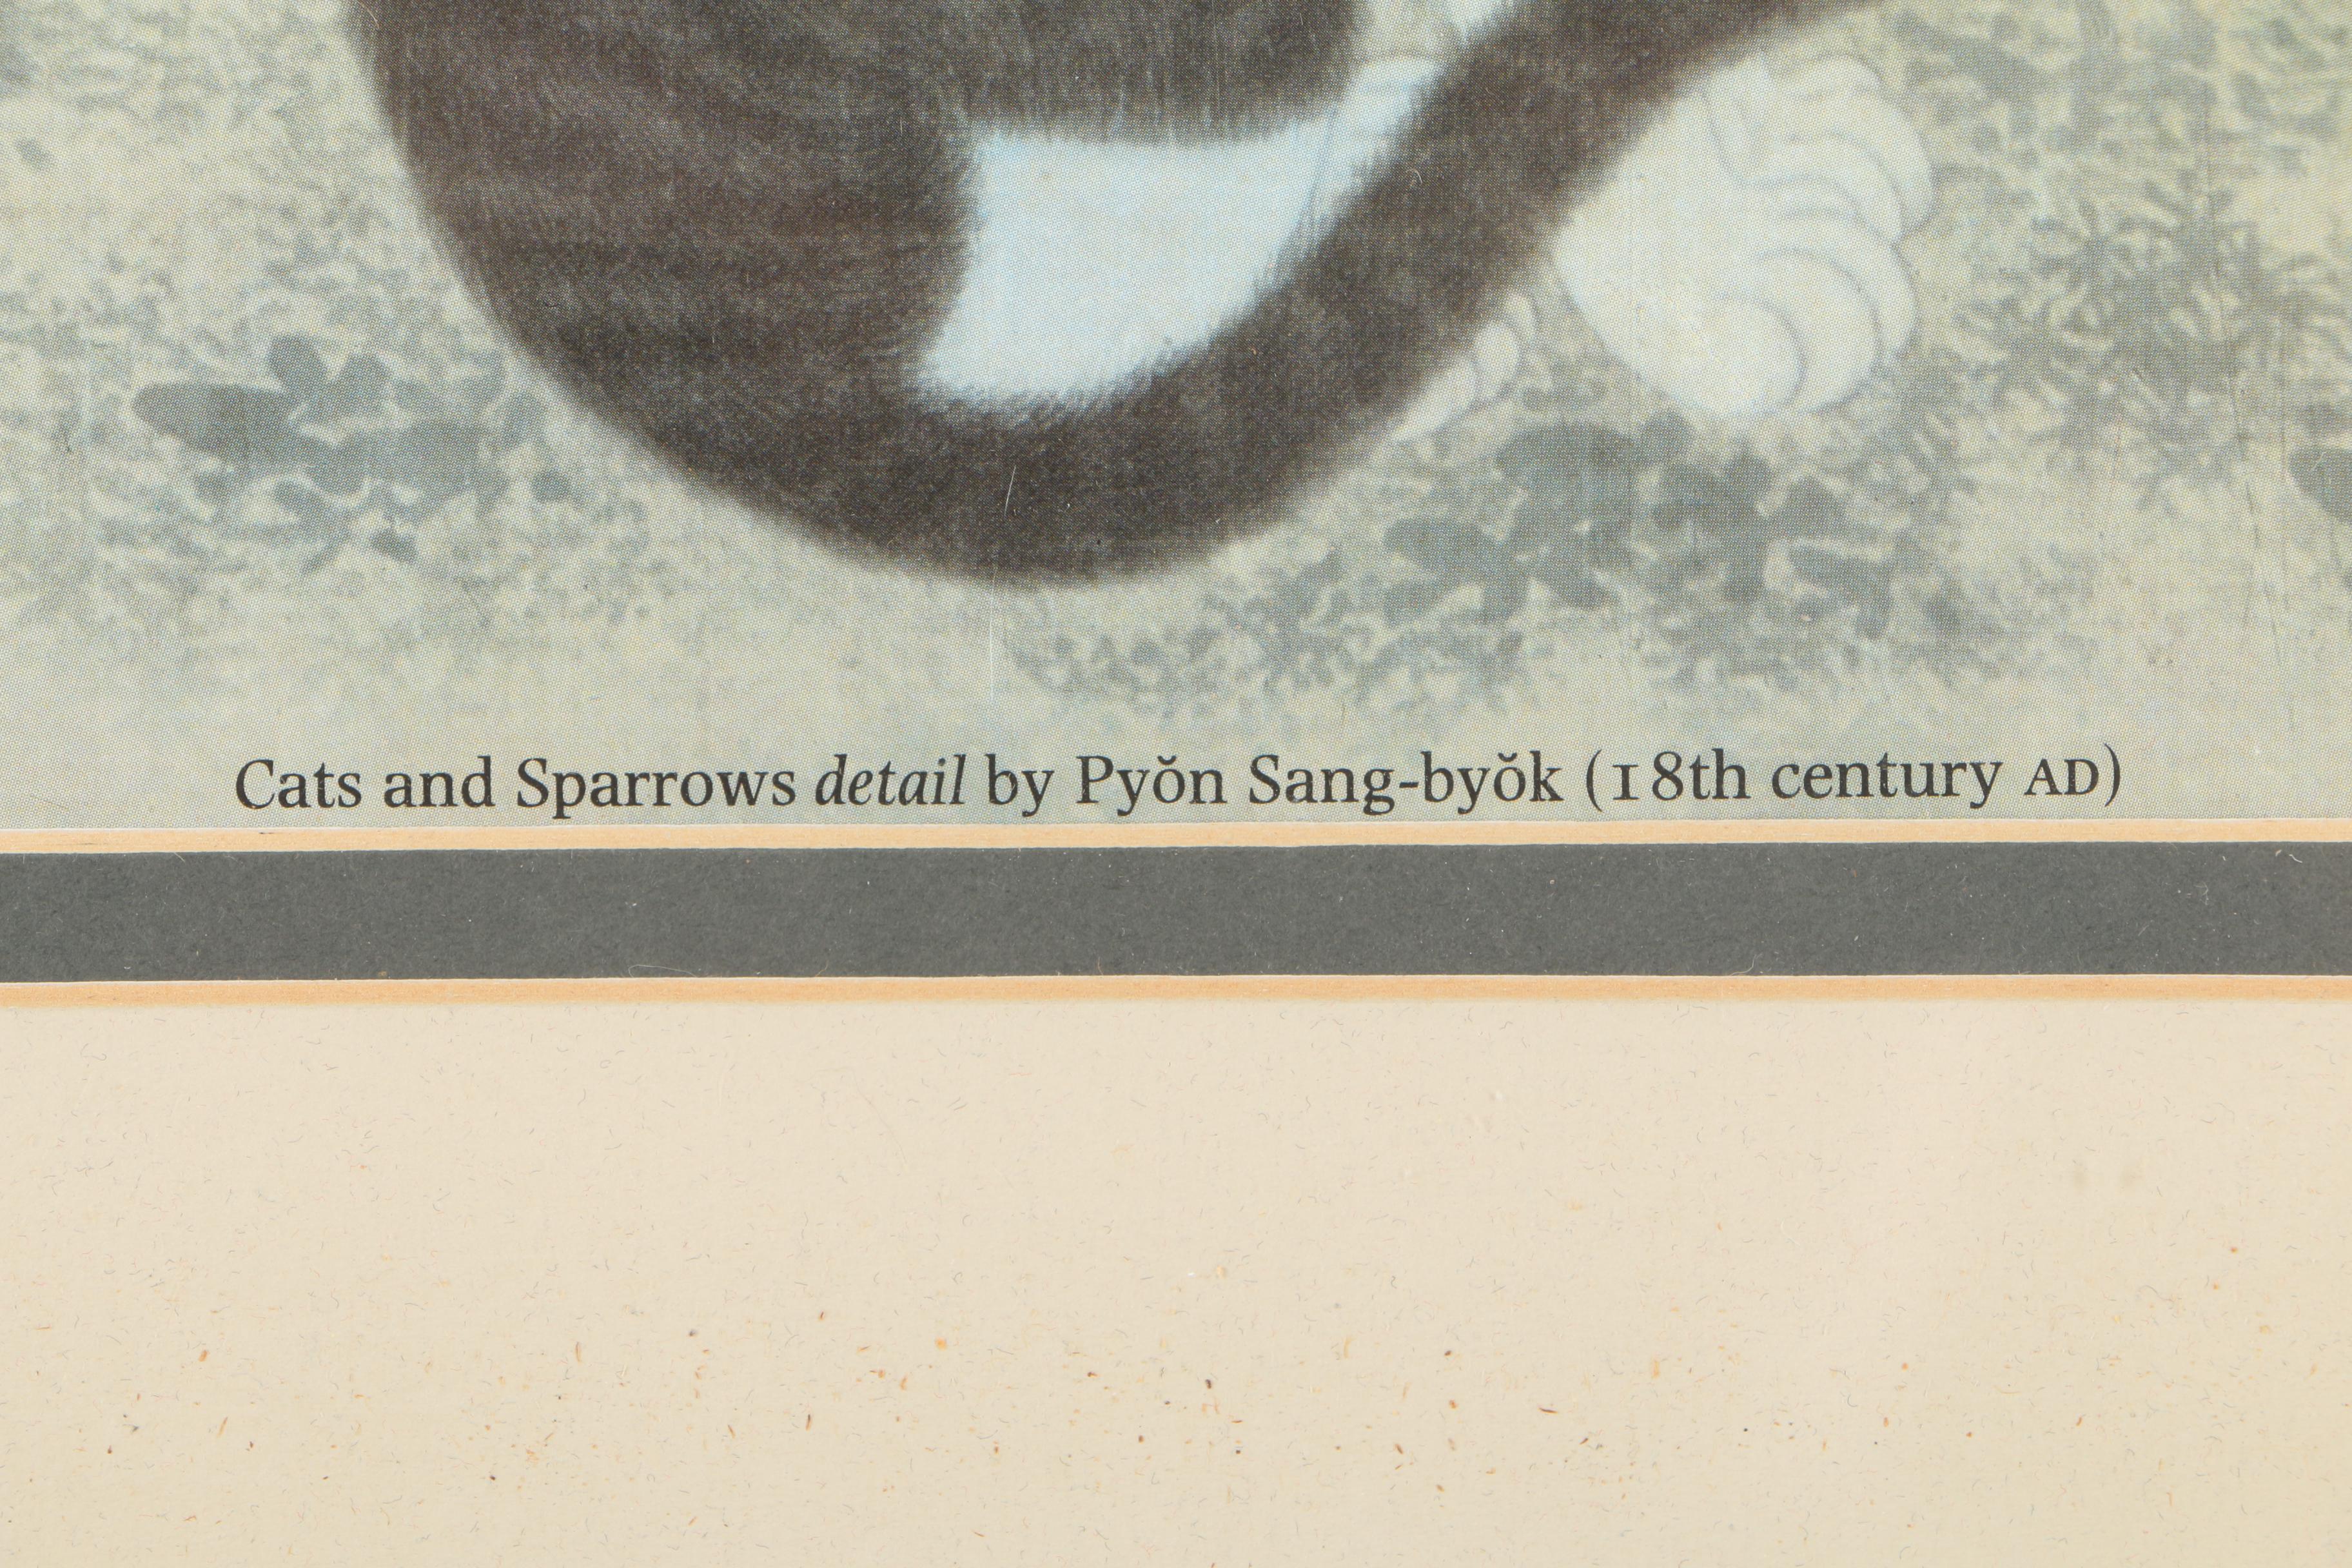 Cats and Sparrows detail by Pyŏn Sang-byŏk (18th century AD)